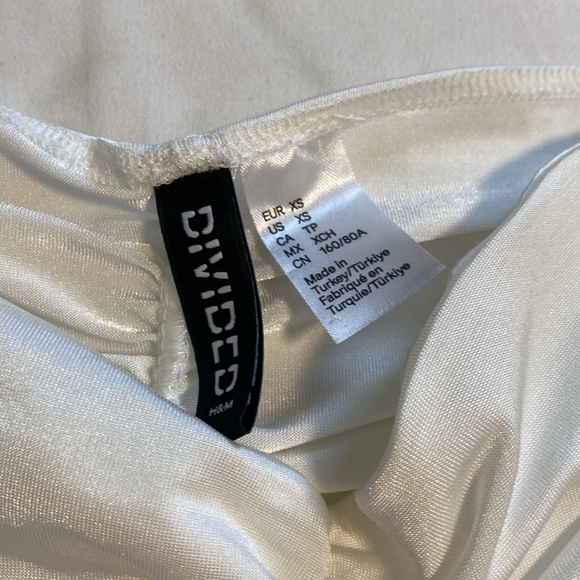 DIVIDED
H&M
EUR XS
US XS
CA TP
MX XCH
CN 160/80A
Made in
Turkey/Türkiye
Fabriqué en
Turquie/Türkiye